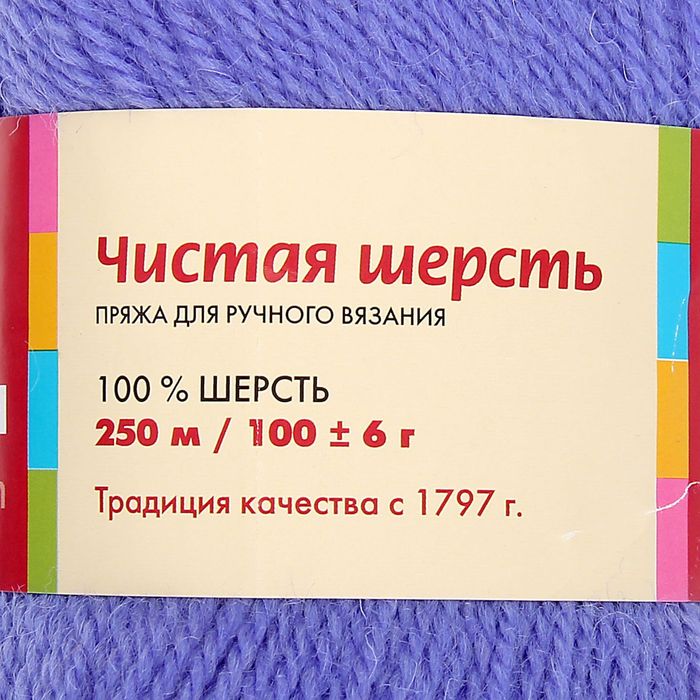 Чистая шерсть
ПРЯЖА ДЛЯ РУЧНОГО ВЯЗАНИЯ
100 % ШЕРСТЬ
250 м / 100 ± 6 г
Традиция качества с 1797 г.